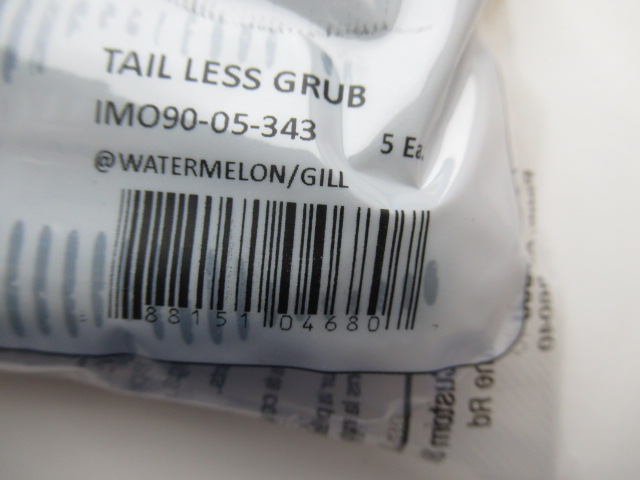 TAIL LESS GRUB
IMO90-05-343
5 Ea.
@WATERMELON/GILL
88151 04680